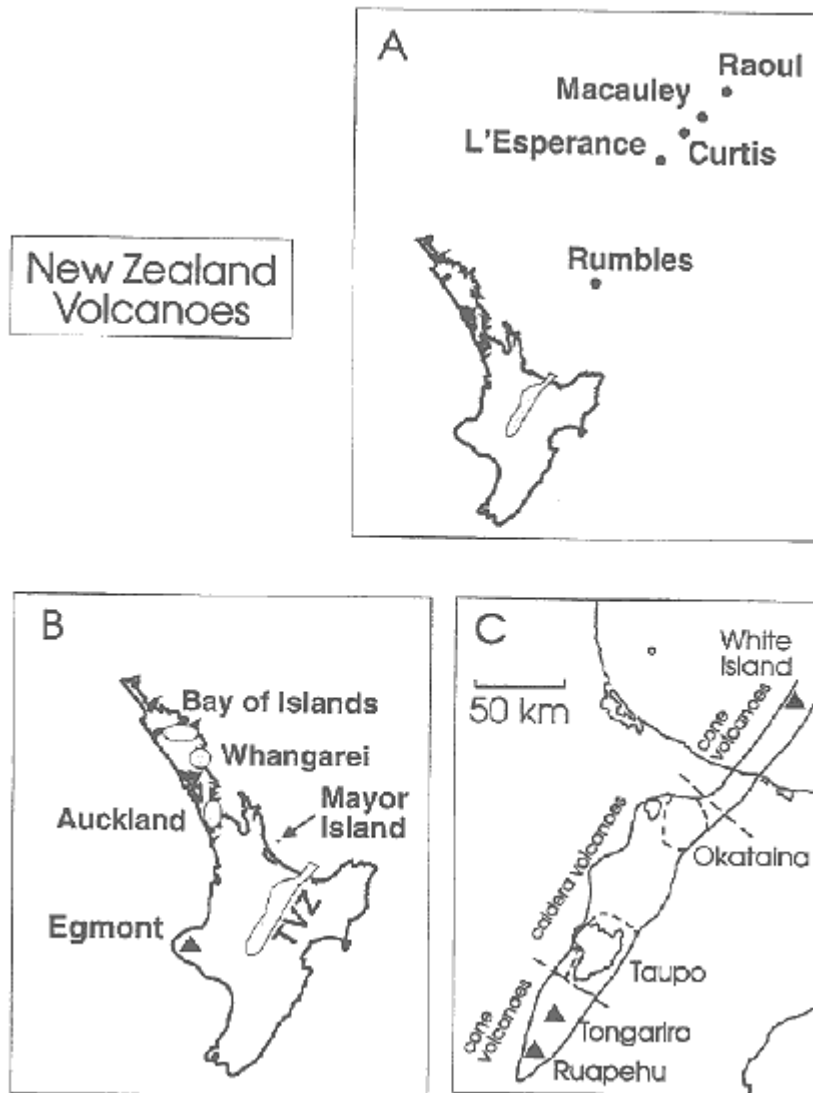 A
Raoul
Macauley
L'Esperance
Curtis
New Zealand
Volcanoes
Rumbles
B
Bay of Islands
Whangarei
Auckland
Mayor
Island
TVZ
Egmont
C
White
Island
50 km
cone
volcanoes
Okataina
caldera volcanoes
Taupo
cone
volcanoes
Tongarira
Ruapehu